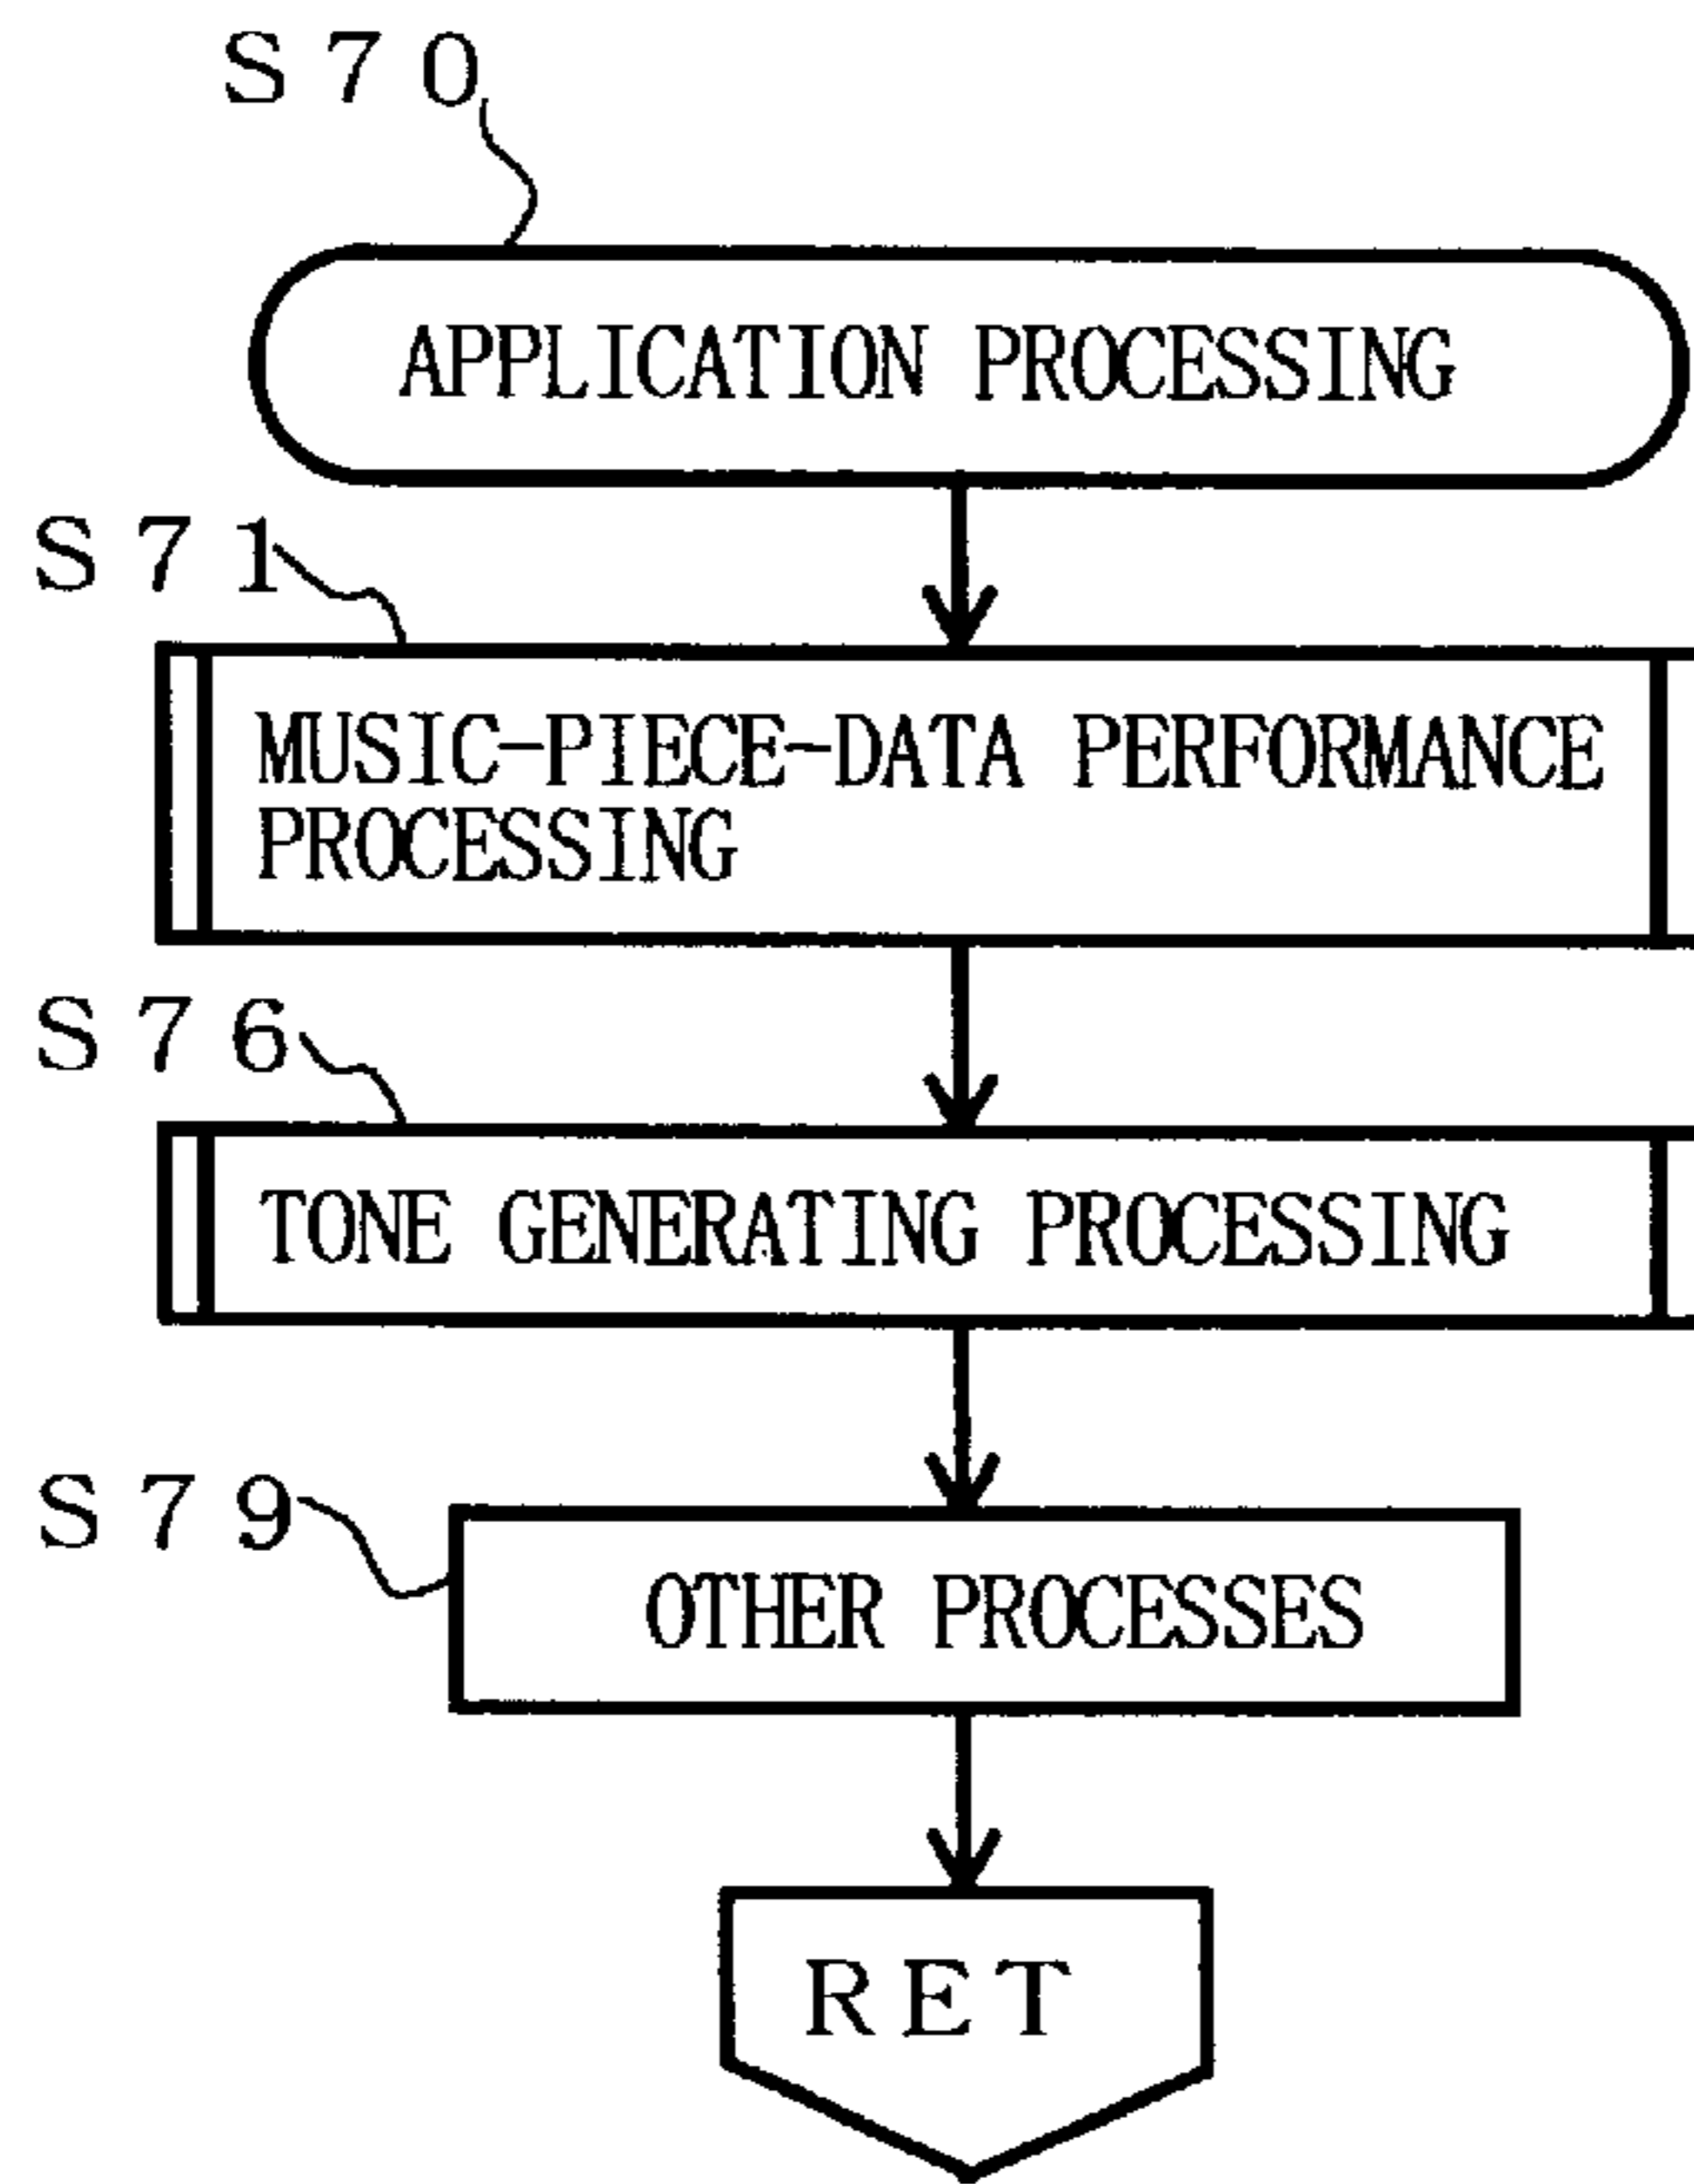 S70
APPLICATION PROCESSING
S71
MUSIC-PIECE-DATA PERFORMANCE
PROCESSING
S76
TONE GENERATING PROCESSING
S79
OTHER PROCESSES
RET